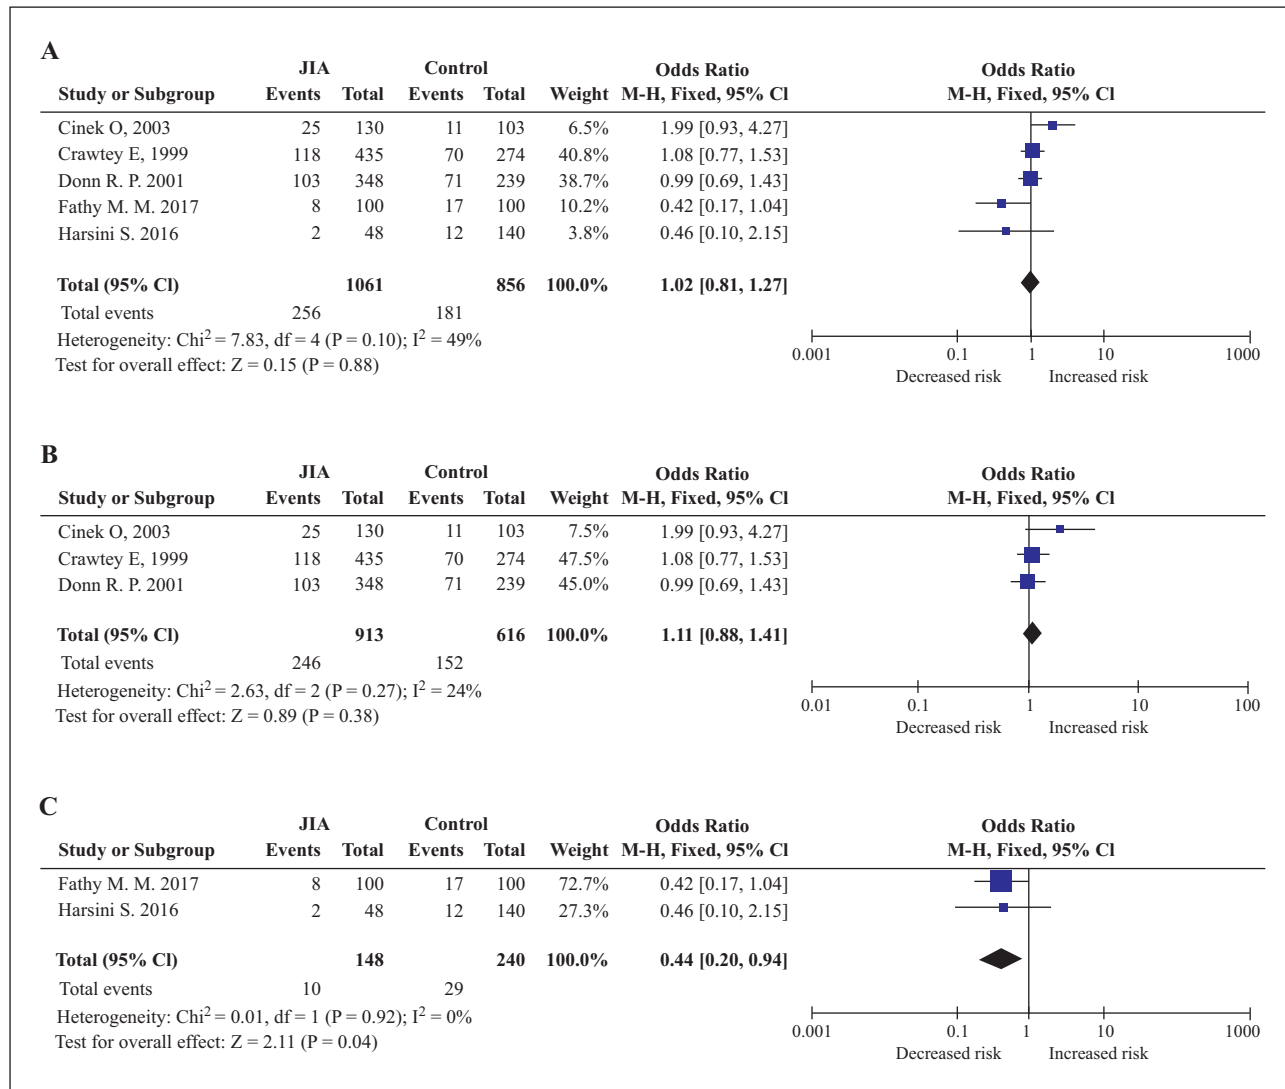 A
JIA Control Odds Ratio Odds Ratio
Study or Subgroup Events Total Events Total Weight M-H, Fixed, 95% Cl M-H, Fixed, 95% Cl
Cinek O, 2003 25 130 11 103 6.5% 1.99 [0.93, 4.27]
Crawtey E, 1999 118 435 70 274 40.8% 1.08 [0.77, 1.53]
Donn R. P. 2001 103 348 71 239 38.7% 0.99 [0.69, 1.43]
Fathy M. M. 2017 8 100 17 100 10.2% 0.42 [0.17, 1.04]
Harsini S. 2016 2 48 12 140 3.8% 0.46 [0.10, 2.15]
Total (95% Cl) 1061 856 100.0% 1.02 [0.81, 1.27]
Total events 256 181
Heterogeneity: Chi² = 7.83, df = 4 (P = 0.10); I² = 49%
Test for overall effect: Z = 0.15 (P = 0.88)
0.001 0.1 1 10 1000
Decreased risk Increased risk
B
JIA Control Odds Ratio Odds Ratio
Study or Subgroup Events Total Events Total Weight M-H, Fixed, 95% Cl M-H, Fixed, 95% Cl
Cinek O, 2003 25 130 11 103 7.5% 1.99 [0.93, 4.27]
Crawtey E, 1999 118 435 70 274 47.5% 1.08 [0.77, 1.53]
Donn R. P. 2001 103 348 71 239 45.0% 0.99 [0.69, 1.43]
Total (95% Cl) 913 616 100.0% 1.11 [0.88, 1.41]
Total events 246 152
Heterogeneity: Chi² = 2.63, df = 2 (P = 0.27); I² = 24%
Test for overall effect: Z = 0.89 (P = 0.38)
0.01 0.1 1 10 100
Decreased risk Increased risk
C
JIA Control Odds Ratio Odds Ratio
Study or Subgroup Events Total Events Total Weight M-H, Fixed, 95% Cl M-H, Fixed, 95% Cl
Fathy M. M. 2017 8 100 17 100 72.7% 0.42 [0.17, 1.04]
Harsini S. 2016 2 48 12 140 27.3% 0.46 [0.10, 2.15]
Total (95% Cl) 148 240 100.0% 0.44 [0.20, 0.94]
Total events 10 29
Heterogeneity: Chi² = 0.01, df = 1 (P = 0.92); I² = 0%
Test for overall effect: Z = 2.11 (P = 0.04)
0.001 0.1 1 10 1000
Decreased risk Increased risk